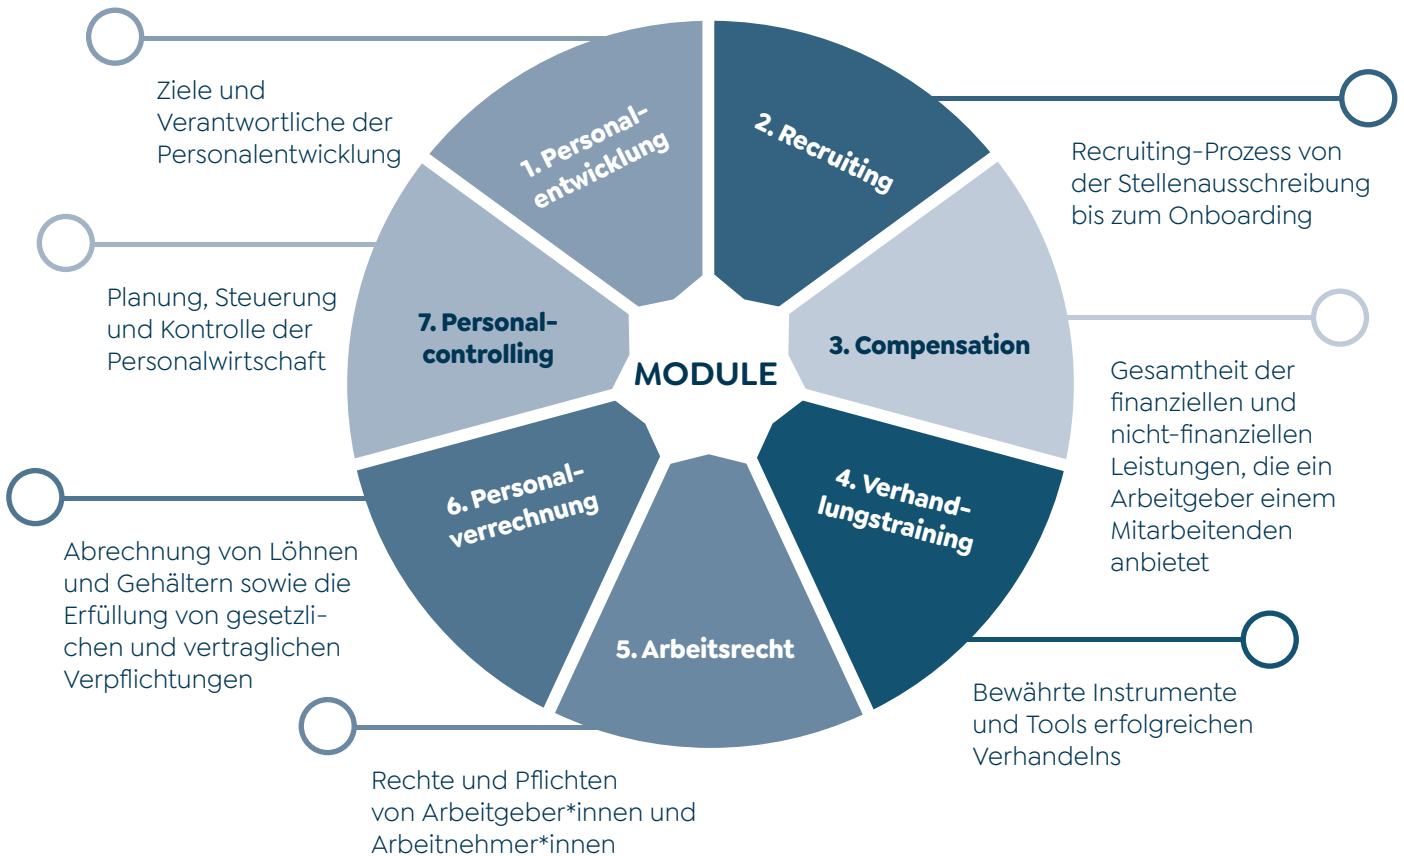 MODULE
1. Personal-
entwicklung
Ziele und
Verantwortliche der
Personalentwicklung
2. Recruiting
Recruiting-Prozess von
der Stellenausschreibung
bis zum Onboarding
3. Compensation
Gesamtheit der
finanziellen und
nicht-finanziellen
Leistungen, die ein
Arbeitgeber einem
Mitarbeitenden
anbietet
4. Verhand-
lungstraining
Bewährte Instrumente
und Tools erfolgreichen
Verhandelns
5. Arbeitsrecht
Rechte und Pflichten
von Arbeitgeber*innen und
Arbeitnehmer*innen
6. Personal-
verrechnung
Abrechnung von Löhnen
und Gehältern sowie die
Erfüllung von gesetzli-
chen und vertraglichen
Verpflichtungen
7. Personal-
controlling
Planung, Steuerung
und Kontrolle der
Personalwirtschaft